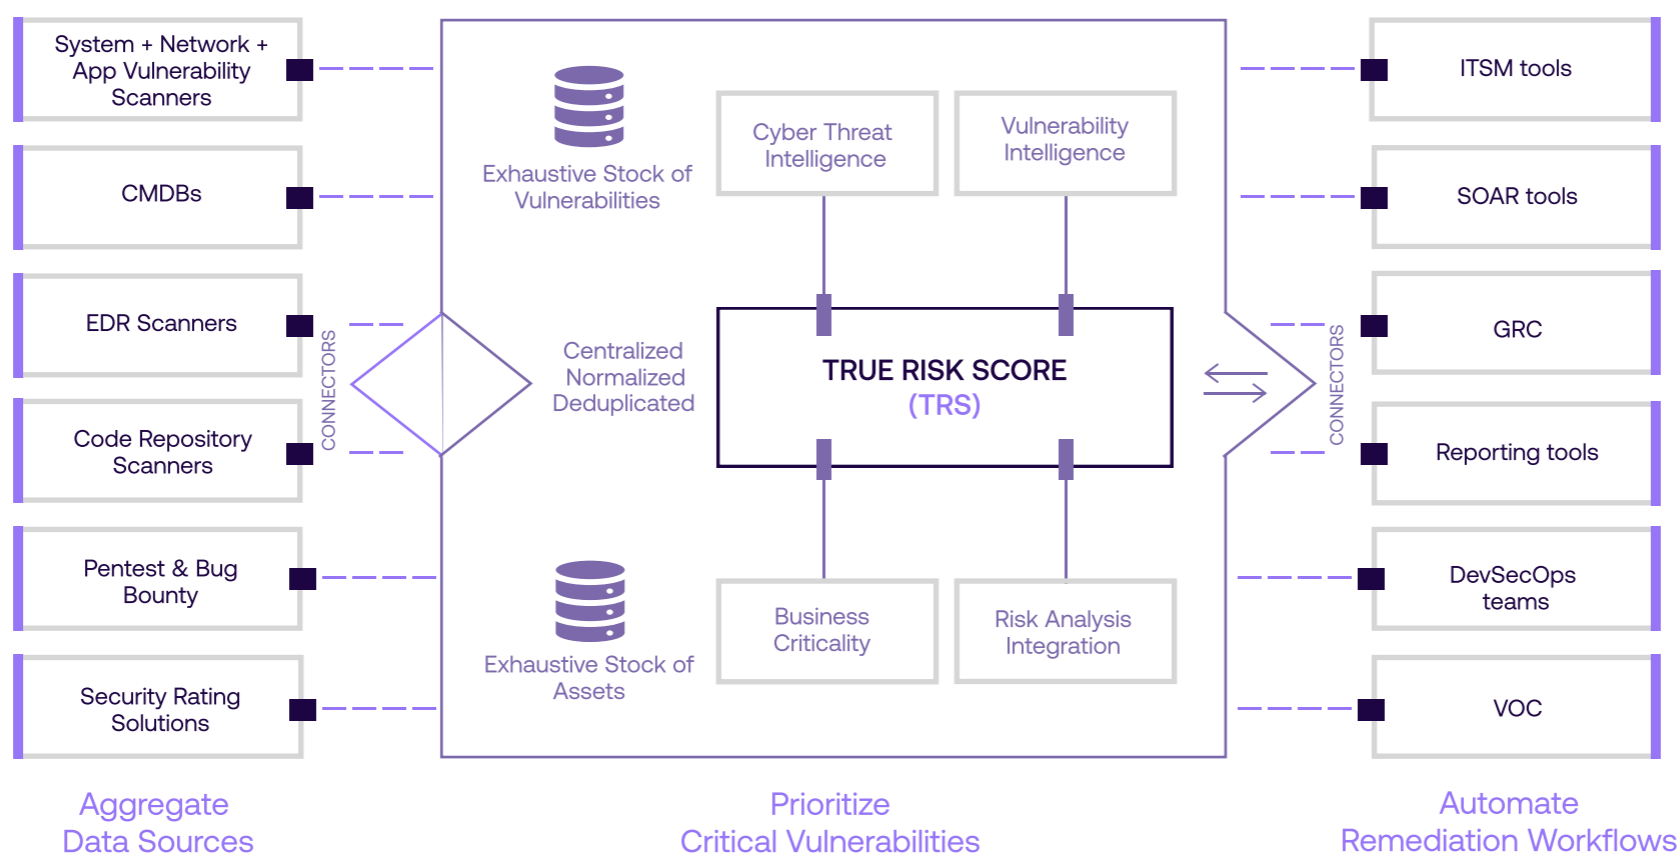 System + Network +
App Vulnerability
Scanners
CMDBs
EDR Scanners
Code Repository
Scanners
Pentest & Bug
Bounty
Security Rating
Solutions
CONNECTORS
Aggregate
Data Sources
Exhaustive Stock of
Vulnerabilities
Centralized
Normalized
Deduplicated
Exhaustive Stock of
Assets
Cyber Threat
Intelligence
Vulnerability
Intelligence
TRUE RISK SCORE
(TRS)
Business
Criticality
Risk Analysis
Integration
Prioritize
Critical Vulnerabilities
CONNECTORS
ITSM tools
SOAR tools
GRC
Reporting tools
DevSecOps
teams
VOC
Automate
Remediation Workflows